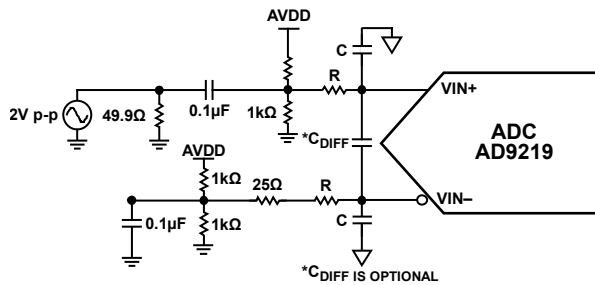 AVDD
C
R
2V p-p
49.9Ω
0.1µF
1kΩ
VIN+
*CDIFF
ADC
AD9219
AVDD
1kΩ
25Ω
R
VIN–
0.1µF
1kΩ
C
*CDIFF IS OPTIONAL